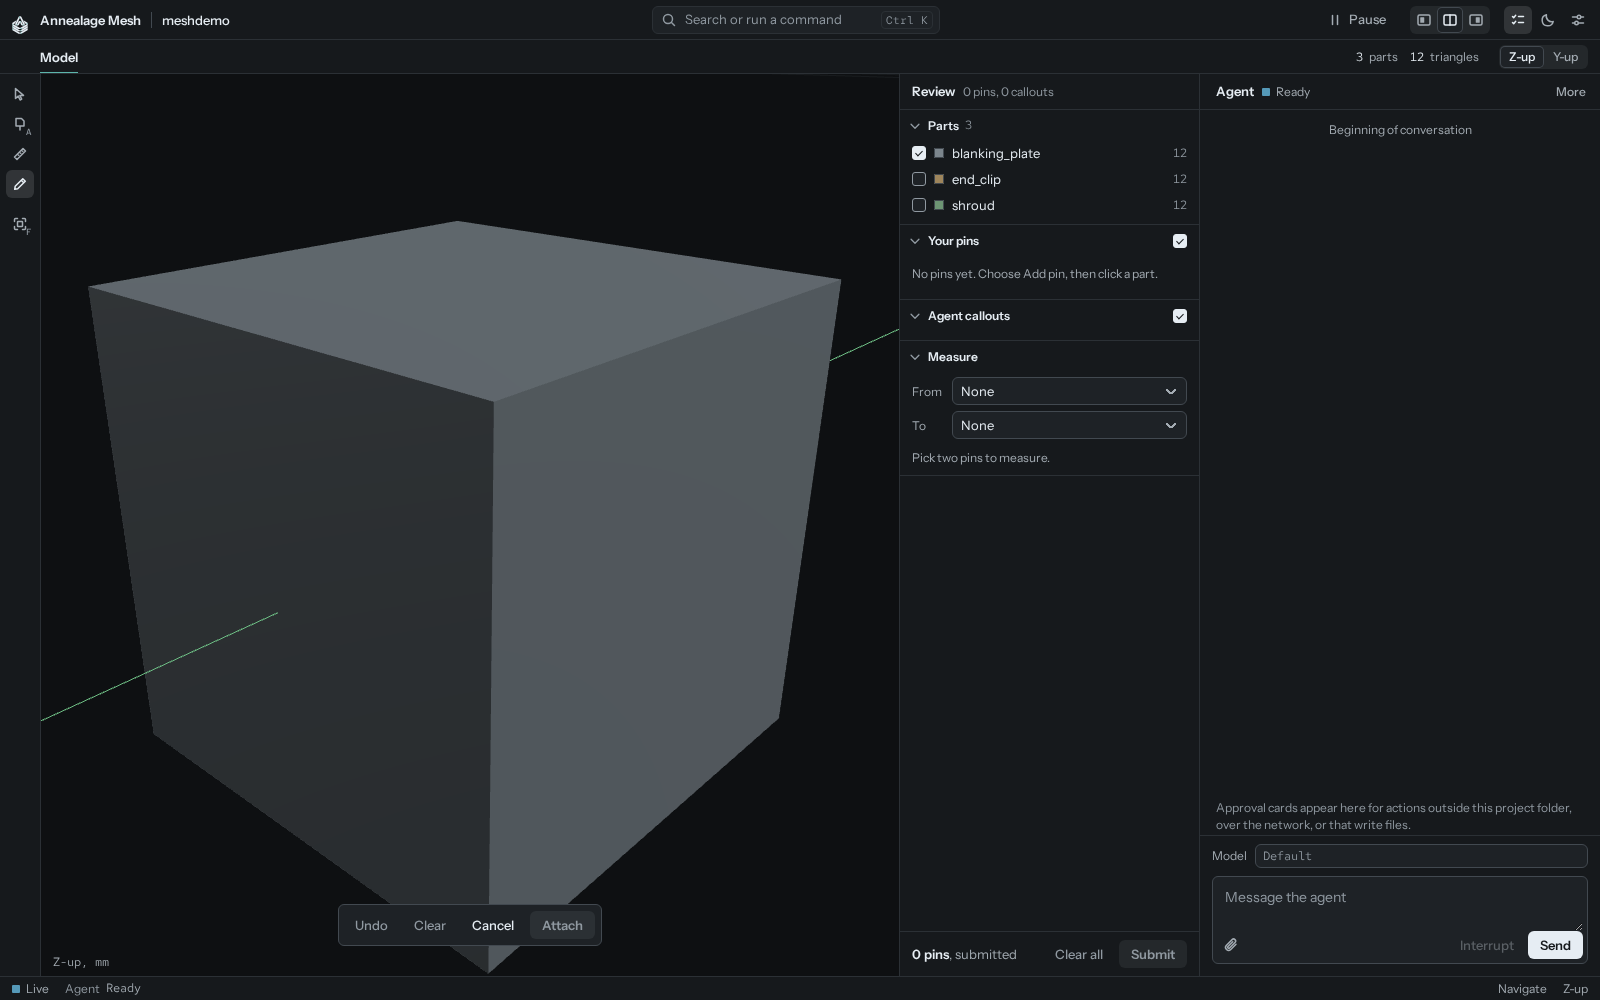 Annealage Mesh
meshdemo
Search or run a command
Ctrl K
Pause
Model
3 parts 12 triangles
Z-up
Y-up
A
F
Review 0 pins, 0 callouts
Parts 3
blanking_plate 12
end_clip 12
shroud 12
Your pins
No pins yet. Choose Add pin, then click a part.
Agent callouts
Measure
From None
To None
Pick two pins to measure.
0 pins, submitted
Clear all
Submit
Agent Ready
More
Beginning of conversation
Approval cards appear here for actions outside this project folder,
over the network, or that write files.
Model Default
Message the agent
Interrupt
Send
Undo
Clear
Cancel
Attach
Z-up, mm
Live
Agent Ready
Navigate
Z-up